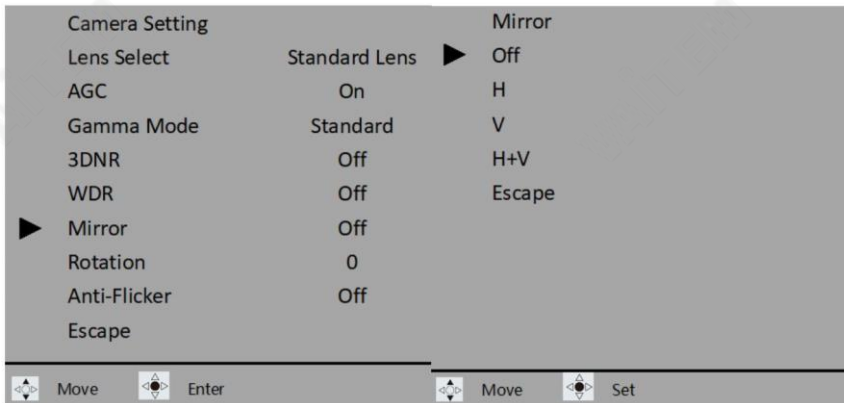 Camera Setting
Lens Select Standard Lens
AGC On
Gamma Mode Standard
3DNR Off
WDR Off
Mirror Off
Rotation 0
Anti-Flicker Off
Escape
Move Enter
Mirror
Off
H
V
H+V
Escape
Move Set